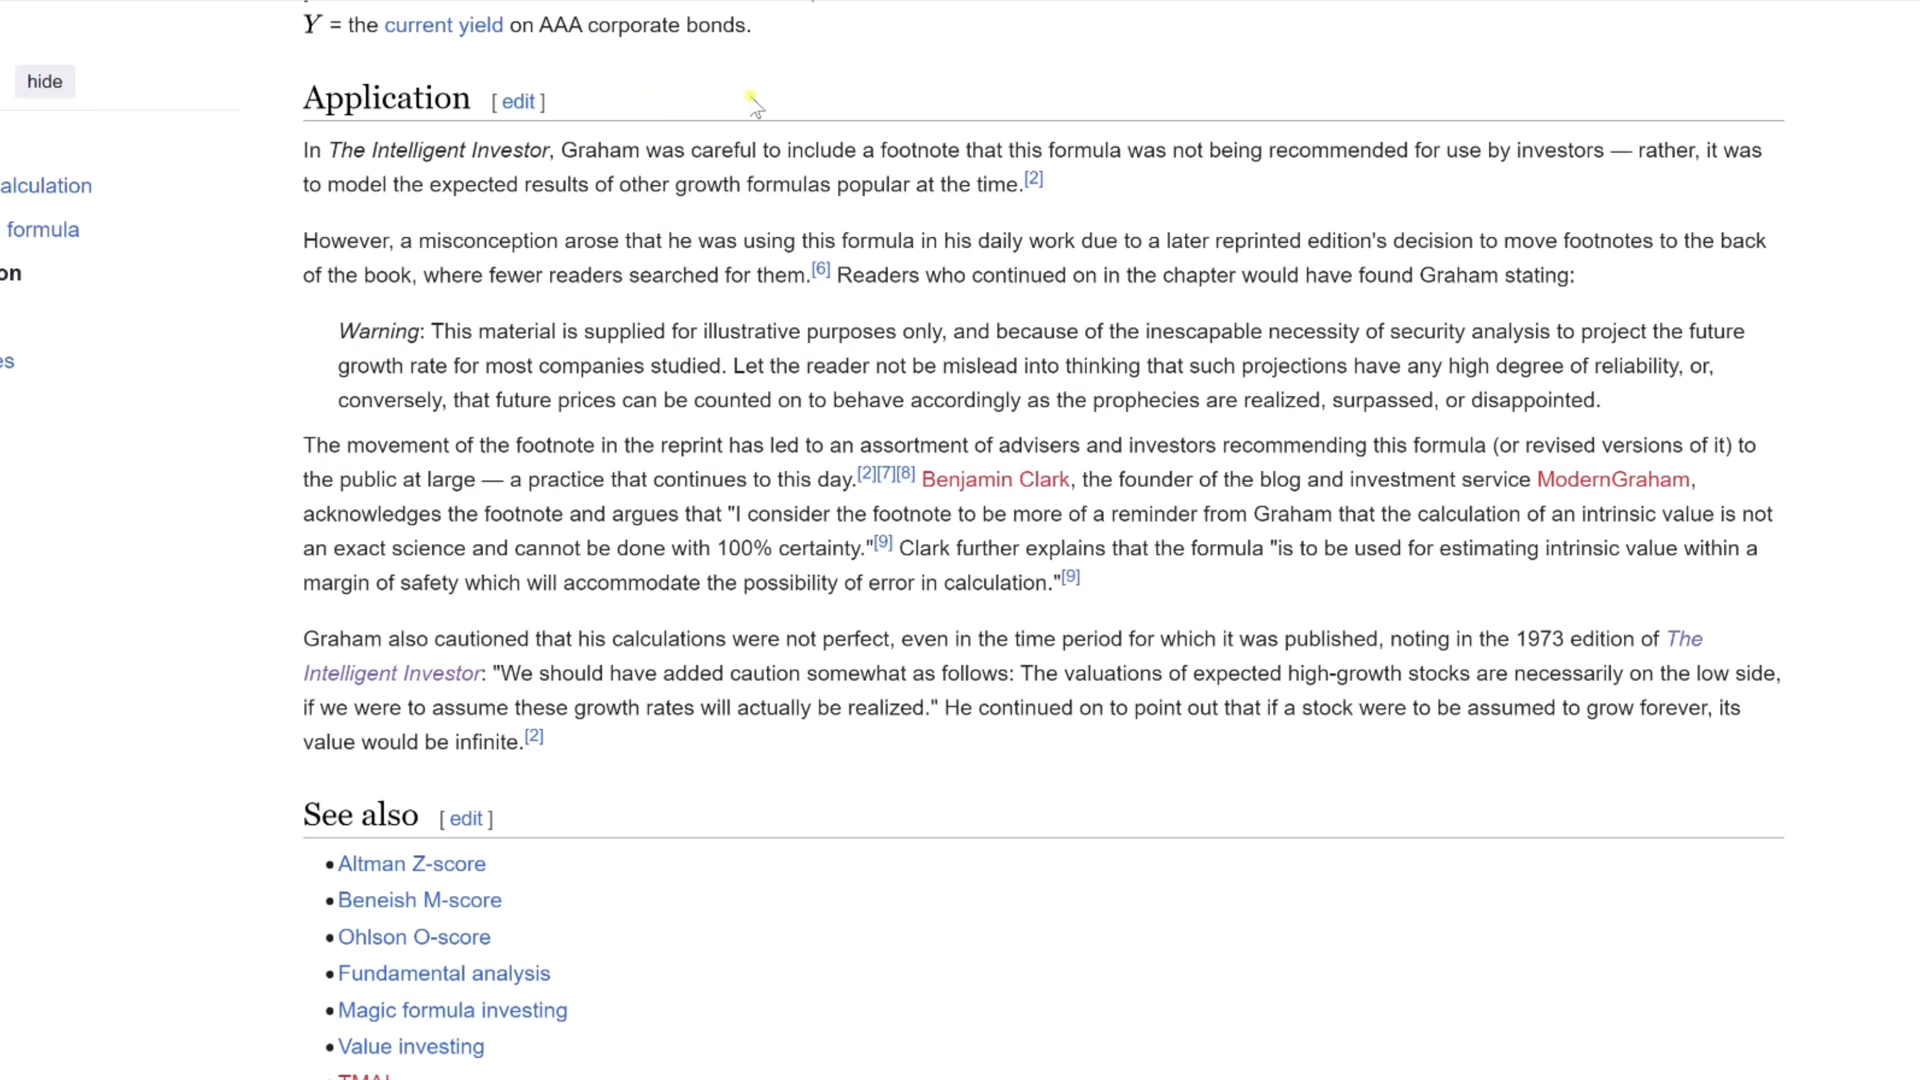 Y = the current yield on AAA corporate bonds.
hide
Application [ edit ]
In The Intelligent Investor, Graham was careful to include a footnote that this formula was not being recommended for use by investors — rather, it was
to model the expected results of other growth formulas popular at the time.[2]
alculation
formula
However, a misconception arose that he was using this formula in his daily work due to a later reprinted edition's decision to move footnotes to the back
on
of the book, where fewer readers searched for them.[6] Readers who continued on in the chapter would have found Graham stating:
Warning: This material is supplied for illustrative purposes only, and because of the inescapable necessity of security analysis to project the future
es
growth rate for most companies studied. Let the reader not be mislead into thinking that such projections have any high degree of reliability, or,
conversely, that future prices can be counted on to behave accordingly as the prophecies are realized, surpassed, or disappointed.
The movement of the footnote in the reprint has led to an assortment of advisers and investors recommending this formula (or revised versions of it) to
the public at large — a practice that continues to this day.[2][7][8] Benjamin Clark, the founder of the blog and investment service ModernGraham,
acknowledges the footnote and argues that "I consider the footnote to be more of a reminder from Graham that the calculation of an intrinsic value is not
an exact science and cannot be done with 100% certainty."[9] Clark further explains that the formula "is to be used for estimating intrinsic value within a
margin of safety which will accommodate the possibility of error in calculation."[9]
Graham also cautioned that his calculations were not perfect, even in the time period for which it was published, noting in the 1973 edition of The
Intelligent Investor: "We should have added caution somewhat as follows: The valuations of expected high-growth stocks are necessarily on the low side,
if we were to assume these growth rates will actually be realized." He continued on to point out that if a stock were to be assumed to grow forever, its
value would be infinite.[2]
See also [ edit ]
• Altman Z-score
• Beneish M-score
• Ohlson O-score
• Fundamental analysis
• Magic formula investing
• Value investing